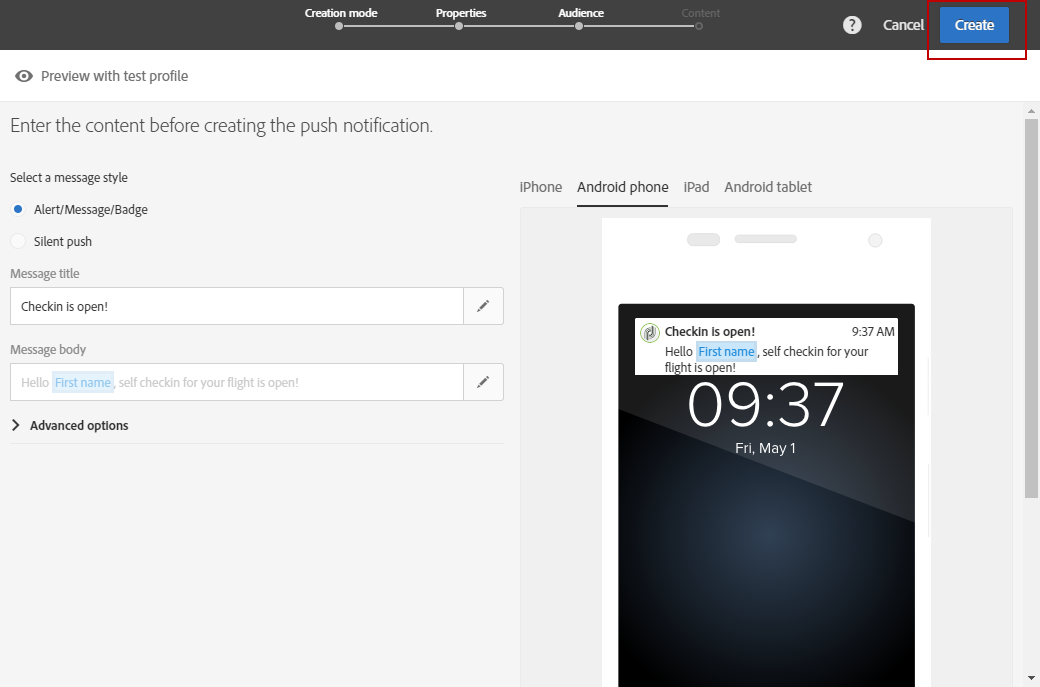 Creation mode
Properties
Audience
Content
?
Cancel
Create
Preview with test profile
Enter the content before creating the push notification.
Select a message style
Alert/Message/Badge
Silent push
Message title
Checkin is open!
Message body
Hello First name, self checkin for your flight is open!
Advanced options
iPhone
Android phone
iPad
Android tablet
Checkin is open!
9:37 AM
Hello First name, self checkin for your
flight is open!
09:37
Fri, May 1